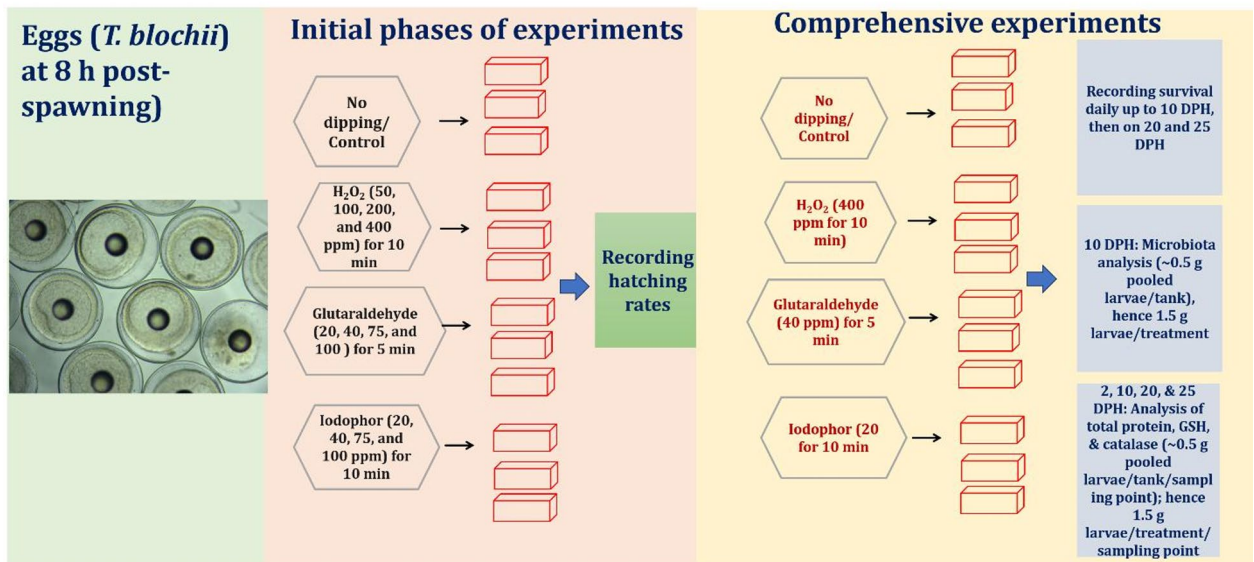 Eggs (T. blochii)
at 8 h post-
spawning)
Initial phases of experiments
No
dipping/
Control
H₂O₂ (50,
100, 200,
and 400
ppm) for 10
min
Glutaraldehyde
(20, 40, 75, and
100 ) for 5 min
Iodophor (20,
40, 75, and
100 ppm) for
10 min
Recording
hatching
rates
Comprehensive experiments
No
dipping/
Control
H₂O₂ (400
ppm for 10
min)
Glutaraldehyde
(40 ppm) for 5
min
Iodophor (20
for 10 min
Recording survival
daily up to 10 DPH,
then on 20 and 25
DPH
10 DPH: Microbiota
analysis (~0.5 g
pooled
larvae/tank),
hence 1.5 g
larvae/treatment
2, 10, 20, & 25
DPH: Analysis of
total protein, GSH,
& catalase (~0.5 g
pooled
larvae/tank/sampl
ing point); hence
1.5 g
larvae/treatment/
sampling point